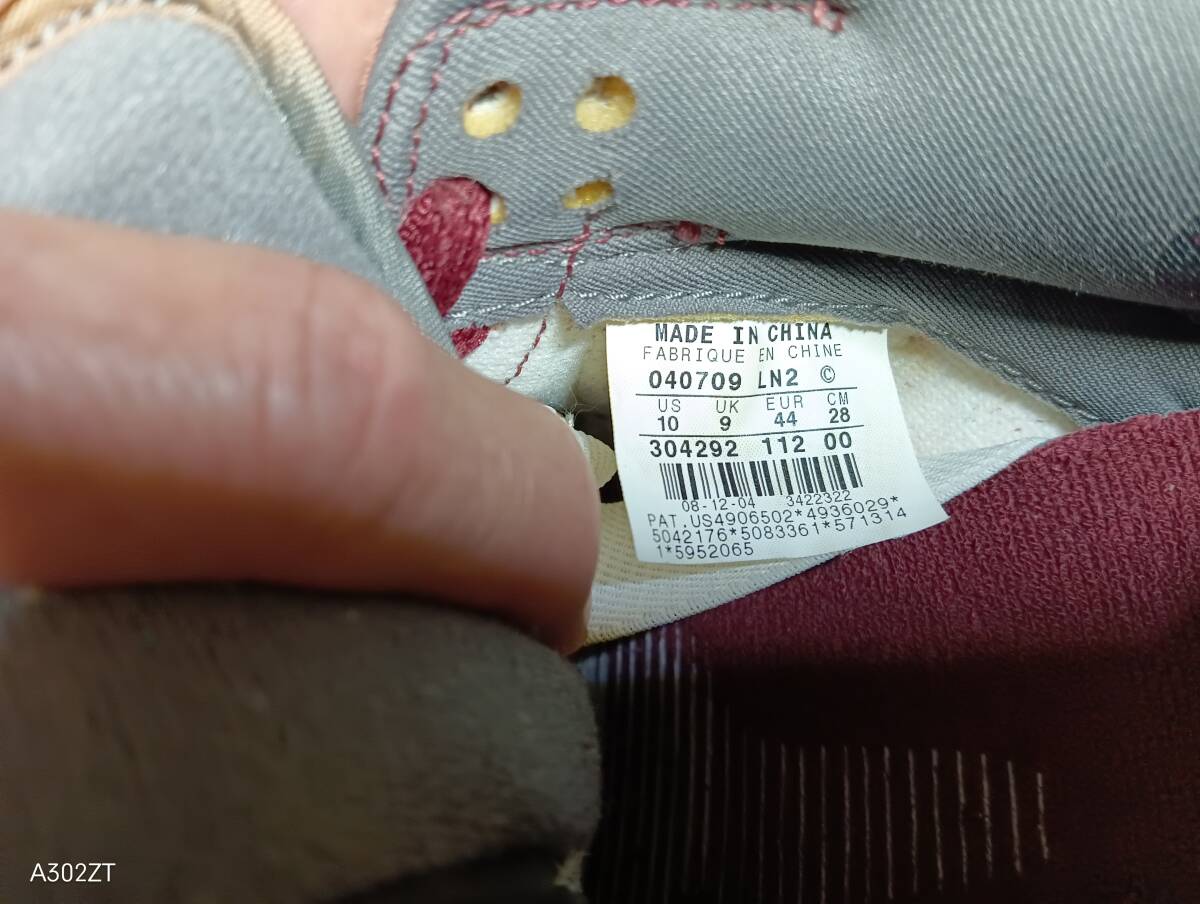 MADE IN CHINA
FABRIQUE EN CHINE
040709 LN2 ©
US UK EUR CM
10 9 44 28
304292 112 00
08-12-04 3422322
PAT.US4906502*4936029*
5042176*5083361*571314
1*5952065
A302ZT